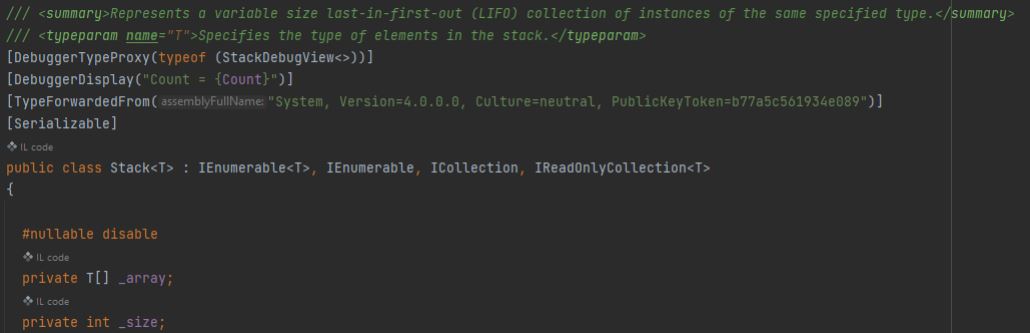 /// <summary>Represents a variable size last-in-first-out (LIFO) collection of instances of the same specified type.</summary>
/// <typeparam name="T">Specifies the type of elements in the stack.</typeparam>
[DebuggerTypeProxy(typeof (StackDebugView<>))]
[DebuggerDisplay("Count = {Count}")]
[TypeForwardedFrom( assemblyFullName: "System, Version=4.0.0.0, Culture=neutral, PublicKeyToken=b77a5c561934e089")]
[Serializable]
IL code
public class Stack<T> : IEnumerable<T>, IEnumerable, ICollection, IReadOnlyCollection<T>
{
#nullable disable
IL code
private T[] _array;
IL code
private int _size;